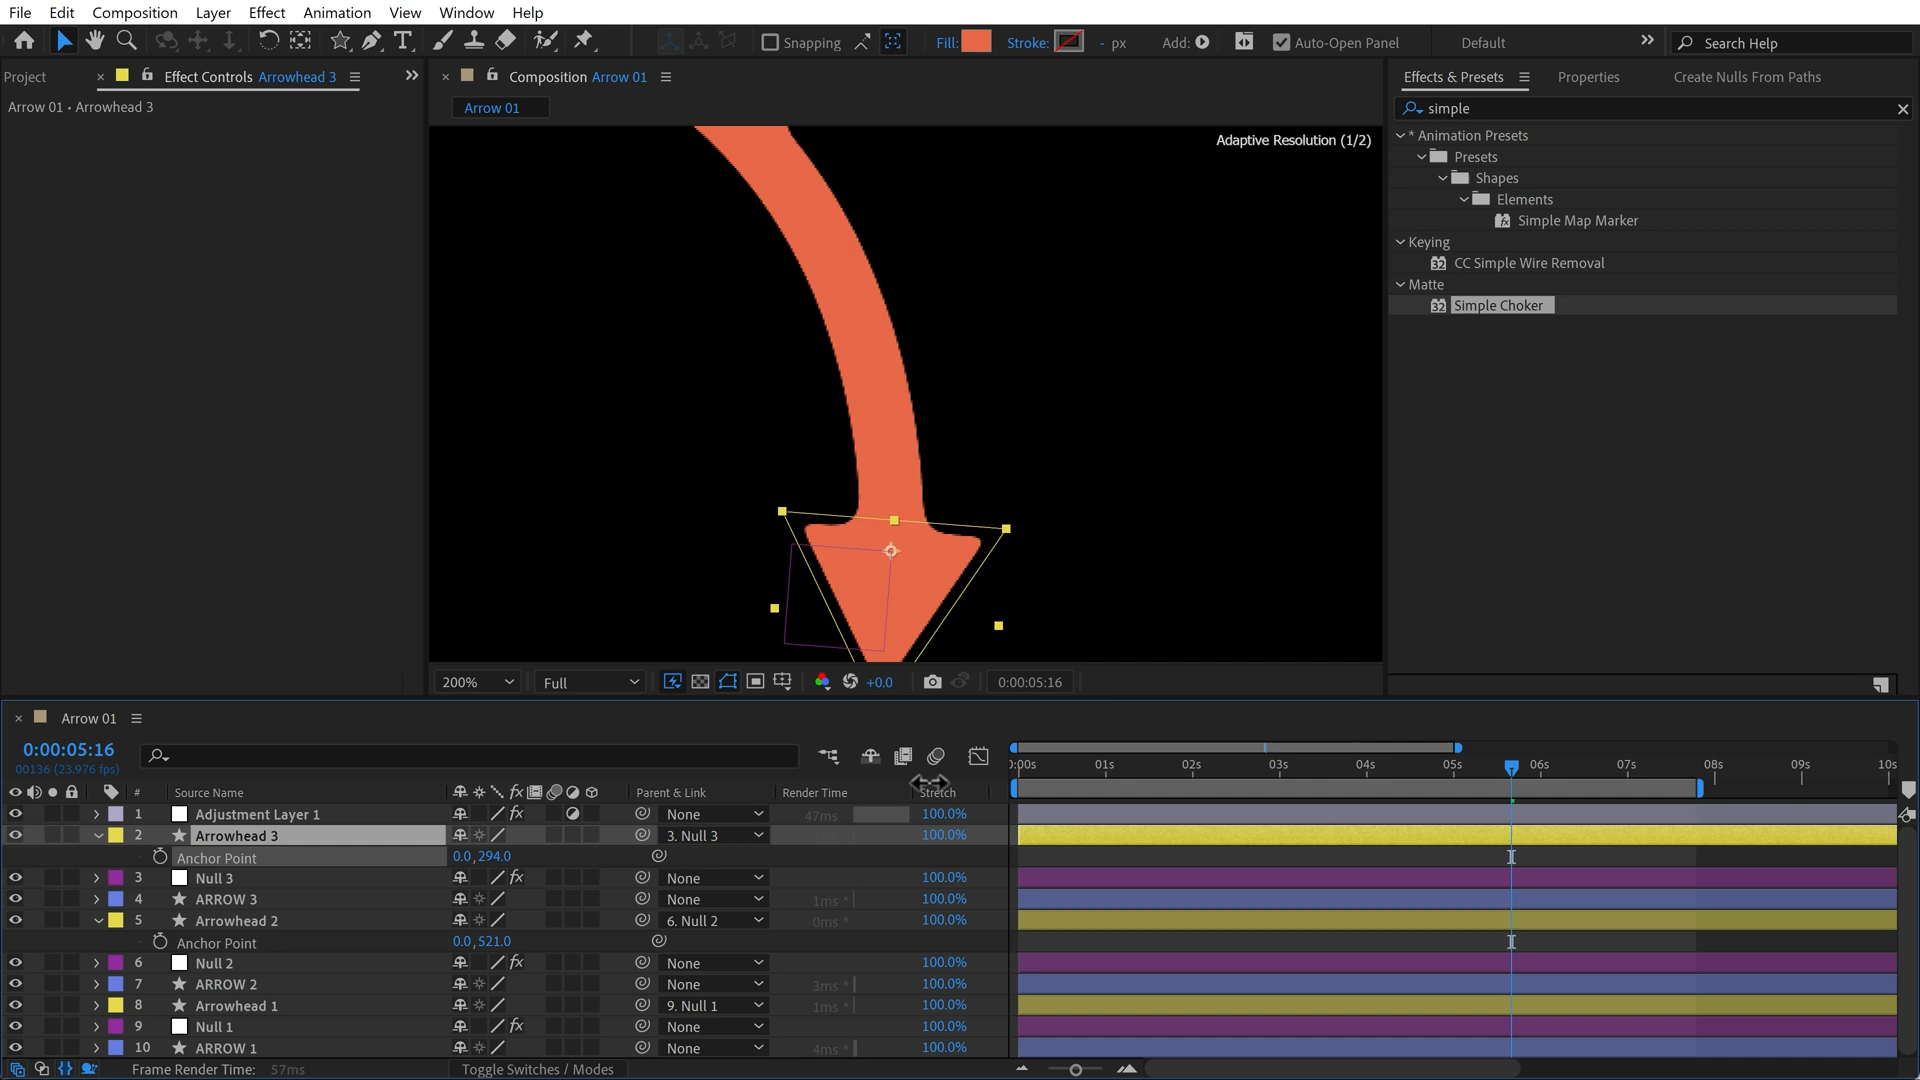 File Edit Composition Layer Effect Animation View Window Help
Snapping Fill: Stroke: - px Add: Auto-Open Panel Default Search Help
Project Effect Controls Arrowhead 3 Composition Arrow 01 Effects & Presets Properties Create Nulls From Paths
Arrow 01 • Arrowhead 3
Arrow 01
simple
Adaptive Resolution (1/2)
* Animation Presets
Presets
Shapes
Elements
Simple Map Marker
Keying
32 CC Simple Wire Removal
Matte
32 Simple Choker
200% Full +0.0 0:00:05:16
Arrow 01
0:00:05:16
00136 (23.976 fps)
:00s 01s 02s 03s 04s 05s 06s 07s 08s 09s 10s
# Source Name fx Parent & Link Render Time Stretch
1 Adjustment Layer 1 fx None 47ms 100.0%
2 Arrowhead 3 3. Null 3 100.0%
Anchor Point 0.0,294.0
3 Null 3 fx None 100.0%
4 ARROW 3 None 1ms * 100.0%
5 Arrowhead 2 6. Null 2 0ms * 100.0%
Anchor Point 0.0,521.0
6 Null 2 fx None 100.0%
7 ARROW 2 None 3ms * 100.0%
8 Arrowhead 1 9. Null 1 1ms * 100.0%
9 Null 1 fx None 100.0%
10 ARROW 1 None 4ms * 100.0%
Frame Render Time: 57ms Toggle Switches / Modes